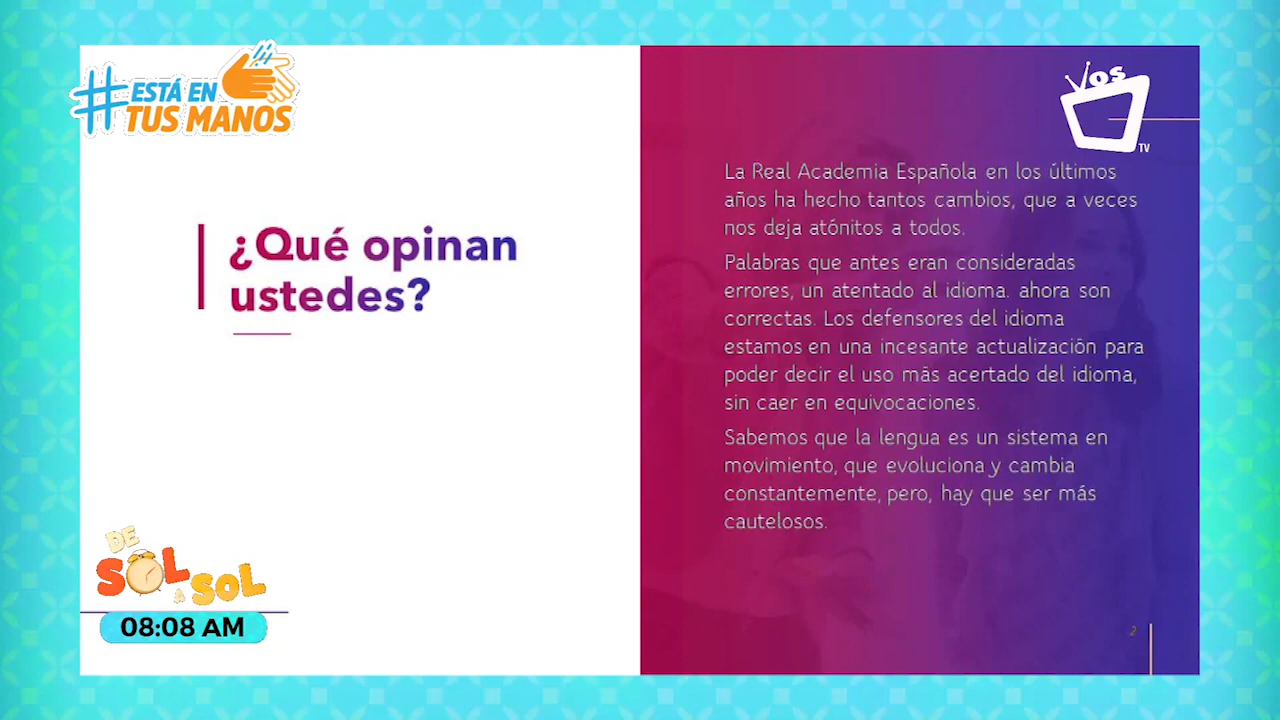 #ESTÁ EN
TUS MANOS
VOS
TV
¿Qué opinan
ustedes?
La Real Academia Española en los últimos
años ha hecho tantos cambios, que a veces
nos deja atónitos a todos.
Palabras que antes eran consideradas
errores, un atentado al idioma. ahora son
correctas. Los defensores del idioma
estamos en una incesante actualización para
poder decir el uso más acertado del idioma,
sin caer en equivocaciones.
Sabemos que la lengua es un sistema en
movimiento, que evoluciona y cambia
constantemente, pero, hay que ser más
cautelosos.
DE
SOL
A SOL
08:08 AM
2